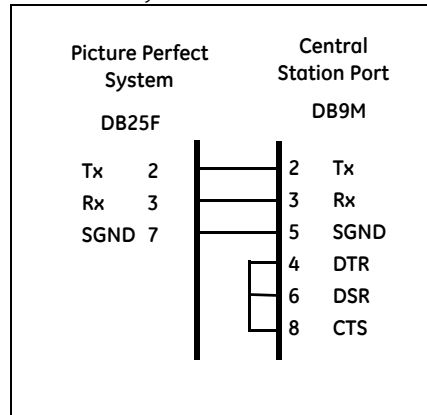 Picture Perfect System
Central Station Port
DB25F
DB9M
Tx 2
2 Tx
Rx 3
3 Rx
SGND 7
5 SGND
4 DTR
6 DSR
8 CTS